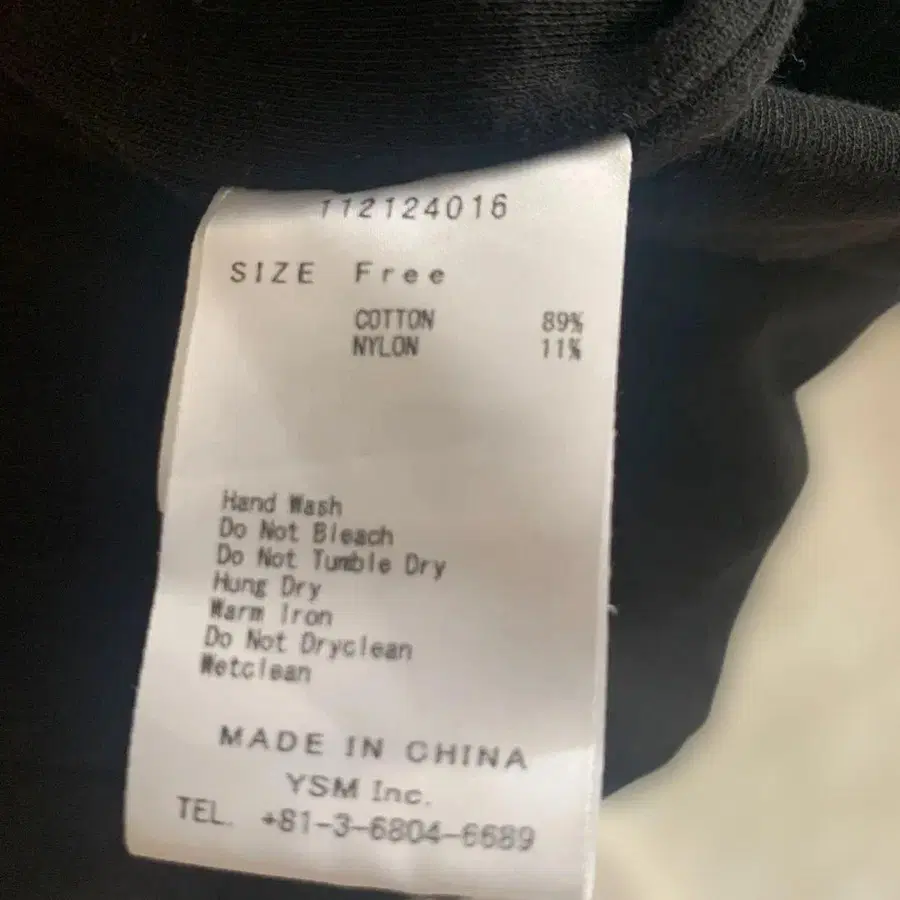 112124016
SIZE Free
COTTON 89%
NYLON 11%
Hand Wash
Do Not Bleach
Do Not Tumble Dry
Hung Dry
Warm Iron
Do Not Dryclean
Wetclean
MADE IN CHINA
YSM Inc.
TEL. +81-3-6804-6689